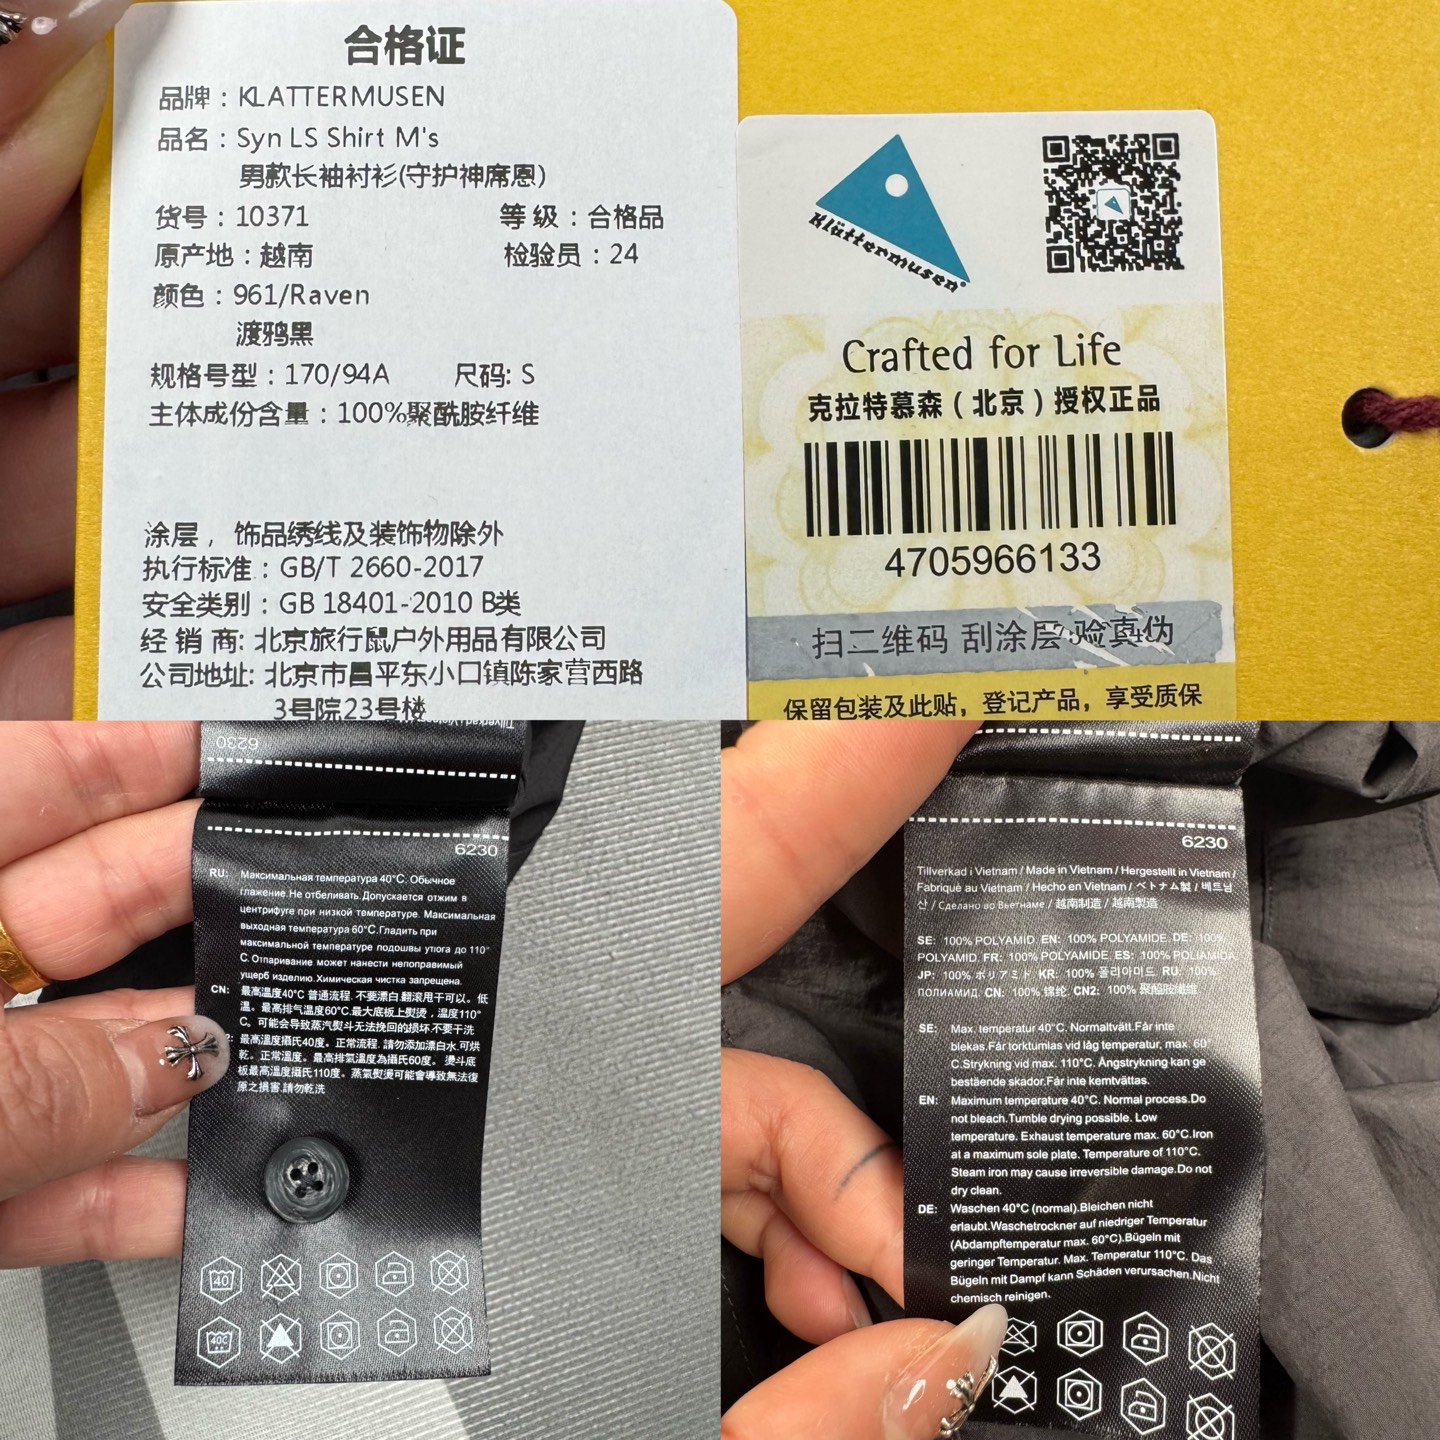 合格证
品牌：KLATTERMUSEN
品名：Syn LS Shirt M's
男款长袖衬衫(守护神席恩)
货号：10371 等 级：合格品
原产地：越南 检验员：24
颜色：961/Raven
渡鸦黑
规格号型：170/94A 尺码: S
主体成份含量：100%聚酰胺纤维
涂层，饰品绣线及装饰物除外
执行标准：GB/T 2660-2017
安全类别：GB 18401-2010 B类
经 销 商: 北京旅行鼠户外用品有限公司
公司地址: 北京市昌平东小口镇陈家营西路
3号院23号楼
Klättermusen®
Crafted for Life
克拉特慕森（北京）授权正品
4705966133
扫二维码 刮涂层 验真伪
保留包装及此贴，登记产品，享受质保
6230
6230
RU: Максимальная температура 40°C. Обычное
глажение.Не отбеливать.Допускается отжим в
центрифуге при низкой температуре. Максимальная
выходная температура 60°C.Гладить при
максимальной температуре подошвы утюга до 110°
C. Отпаривание может нанести непоправимый
ущерб изделию.Химическая чистка запрещена.
CN: 最高温度40°C 普通流程. 不要漂白.翻滚甩干可以。低
温。最高排气温度60°C.最大底板上熨烫，温度110°
C。可能会导致蒸汽熨斗无法挽回的损坏.不要干洗
2: 最高溫度攝氏40度。正常流程. 請勿添加漂白水.可烘
乾。正常溫度。最高排氣溫度為攝氏60度。 燙斗底
板最高溫度攝氏110度。蒸氣熨燙可能會導致無法復
原之損害.請勿乾洗
40
40C
6230
Tillverkad i Vietnam / Made in Vietnam / Hergestellt in Vietnam /
Fabriqué au Vietnam / Hecho en Vietnam / ベトナム製 / 베트남
산 / Сделано во Вьетнаме / 越南制造 / 越南製造
SE: 100% POLYAMID. EN: 100% POLYAMIDE. DE: 100%
POLYAMID. FR: 100% POLYAMIDE. ES: 100% POLIAMIDA.
JP: 100% ポリアミド. KR: 100% 폴리아미드. RU: 100%
ПОЛИАМИД. CN: 100% 锦纶. CN2: 100% 聚醯胺纖維
SE: Max. temperatur 40°C. Normaltvätt.Får inte
blekas.Får torktumlas vid låg temperatur, max. 60°
C.Strykning vid max. 110°C. Ångstrykning kan ge
bestående skador.Får inte kemtvättas.
EN: Maximum temperature 40°C. Normal process.Do
not bleach.Tumble drying possible. Low
temperature. Exhaust temperature max. 60°C.Iron
at a maximum sole plate. Temperature of 110°C.
Steam iron may cause irreversible damage.Do not
dry clean.
DE: Waschen 40°C (normal).Bleichen nicht
erlaubt.Waschetrockner auf niedriger Temperatur
(Abdampftemperatur max. 60°C).Bügeln mit
geringer Temperatur. Max. Temperatur 110°C. Das
Bügeln mit Dampf kann Schäden verursachen.Nicht
chemisch reinigen.